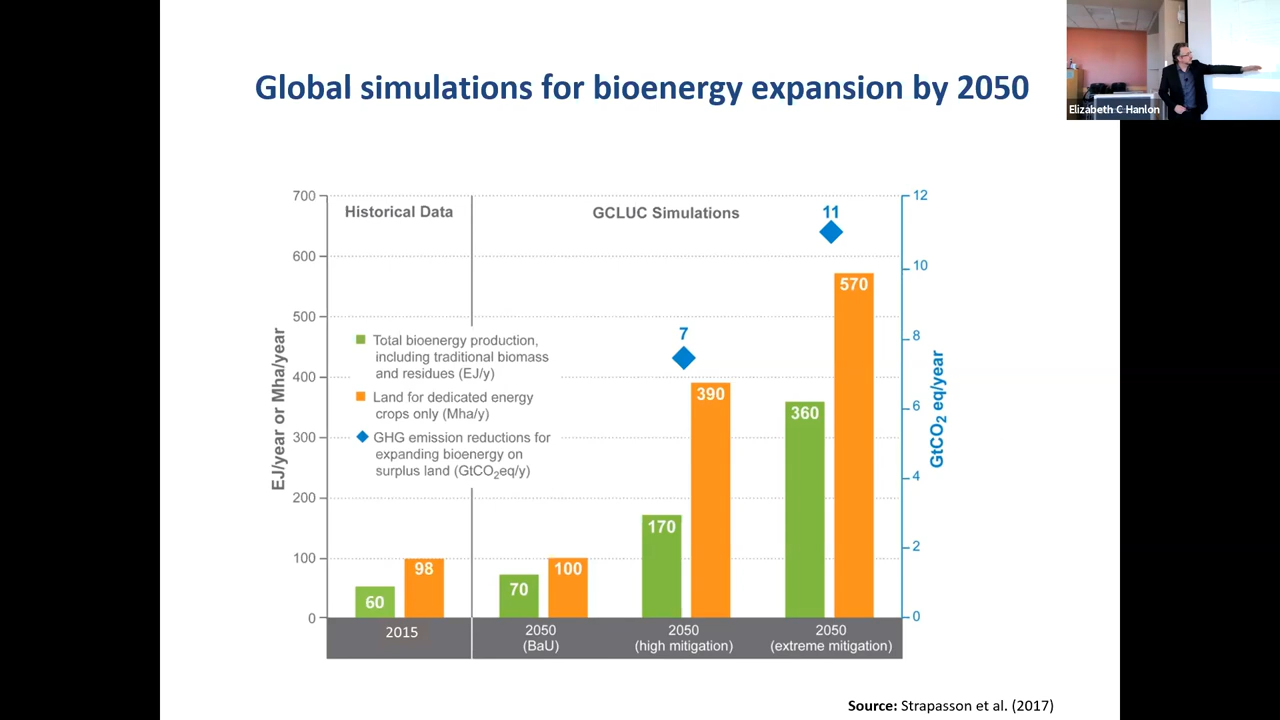 Global simulations for bioenergy expansion by 2050
Elizabeth C Hanlon
700
600
500
400
300
200
100
0
EJ/year or Mha/year
Historical Data
GCLUC Simulations
Total bioenergy production,
including traditional biomass
and residues (EJ/y)
Land for dedicated energy
crops only (Mha/y)
GHG emission reductions for
expanding bioenergy on
surplus land (GtCO₂eq/y)
60
98
70
100
170
390
7
360
570
11
12
10
8
6
4
2
0
GtCO₂ eq/year
2015
2050
(BaU)
2050
(high mitigation)
2050
(extreme mitigation)
Source: Strapasson et al. (2017)